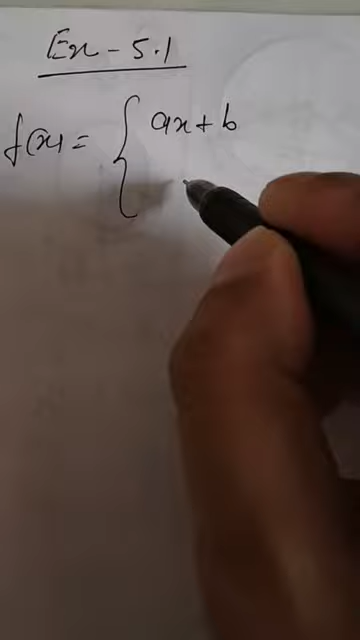 Ex - 5.1
f(x) = { ax + b